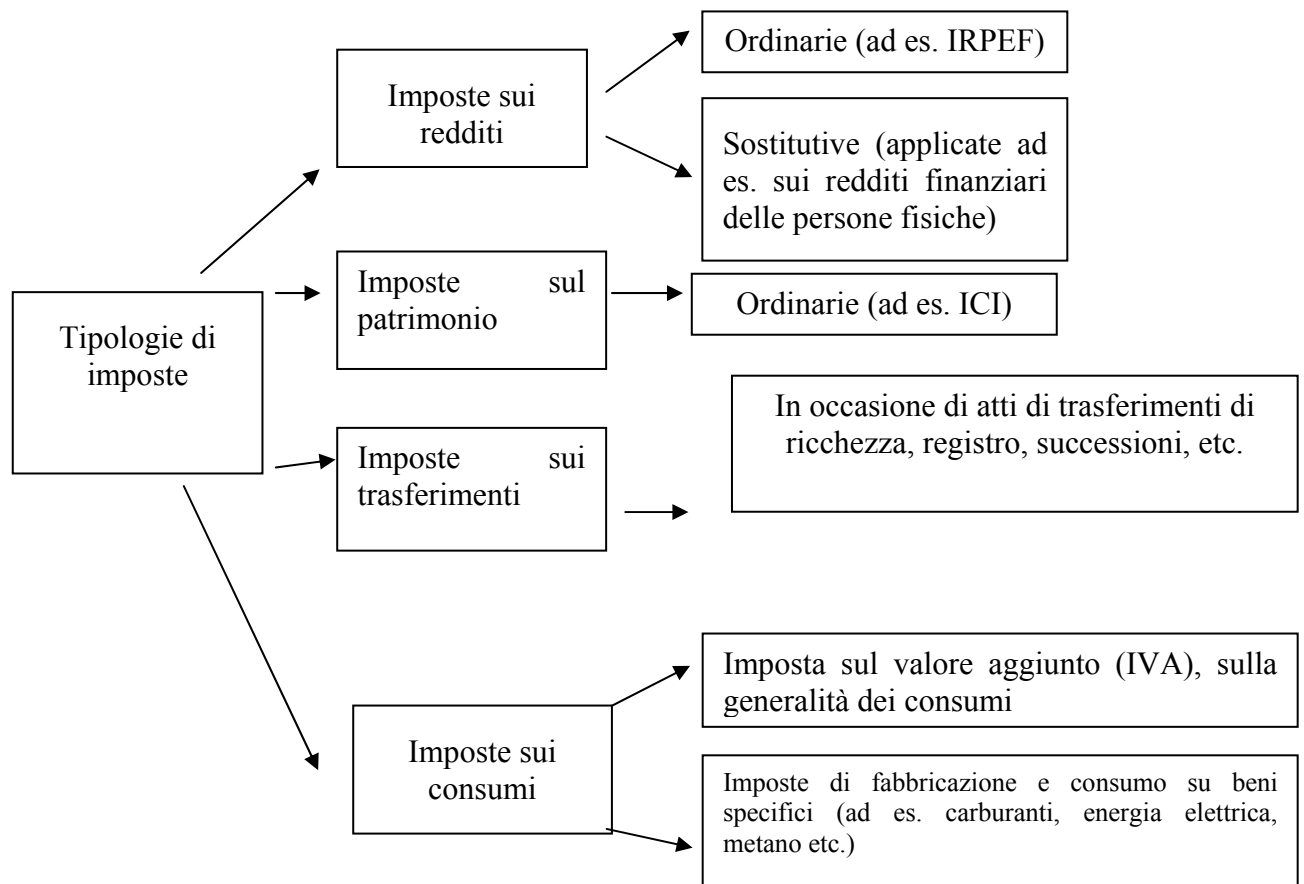 Ordinarie (ad es. IRPEF)
Imposte sui
redditi
Sostitutive (applicate ad
es. sui redditi finanziari
delle persone fisiche)
Imposte sul
patrimonio
Ordinarie (ad es. ICI)
Tipologie di
imposte
In occasione di atti di trasferimenti di
ricchezza, registro, successioni, etc.
Imposte sui
trasferimenti
Imposta sul valore aggiunto (IVA), sulla
generalità dei consumi
Imposte sui
consumi
Imposte di fabbricazione e consumo su beni
specifici (ad es. carburanti, energia elettrica,
metano etc.)